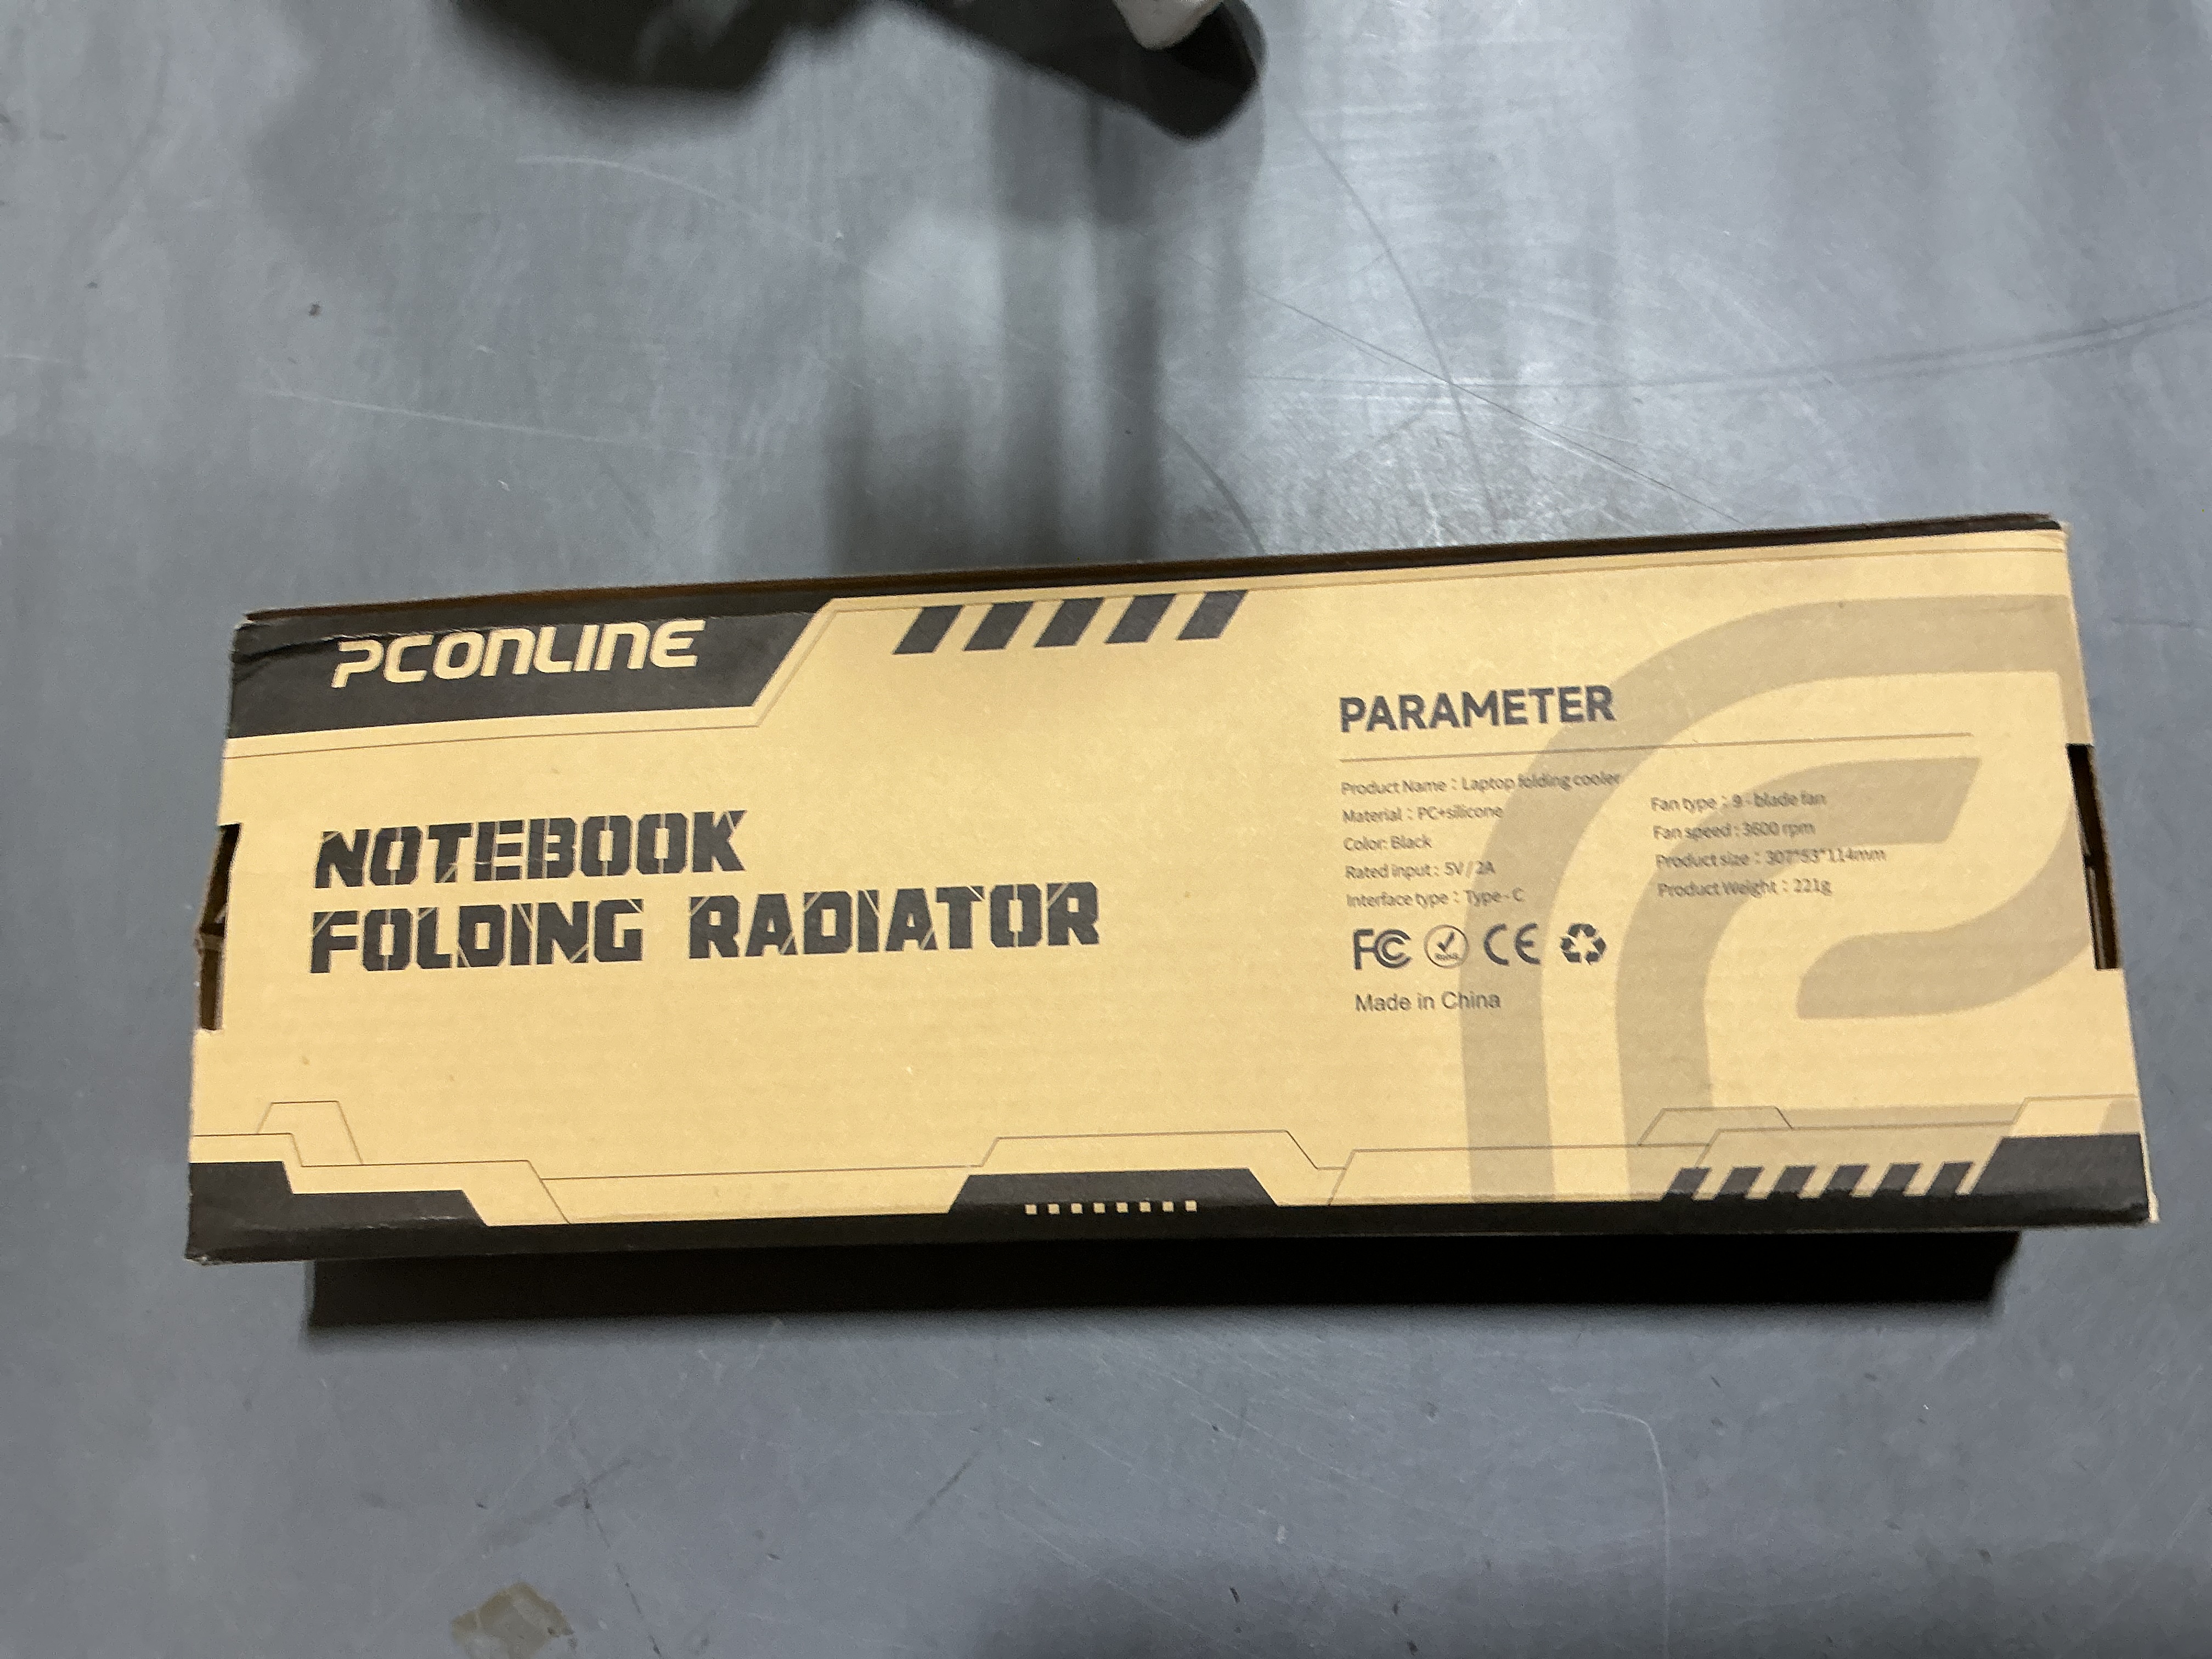 PCONLINE
NOTEBOOK
FOLDING RADIATOR
PARAMETER
Product Name : Laptop folding cooler
Material : PC+silicone
Color: Black
Rated input : 5V / 2A
Interface type : Type - C
Fan type : 9 - blade fan
Fan speed : 3600 rpm
Product size : 307*53*114mm
Product Weight : 221g
FC CE
Made in China